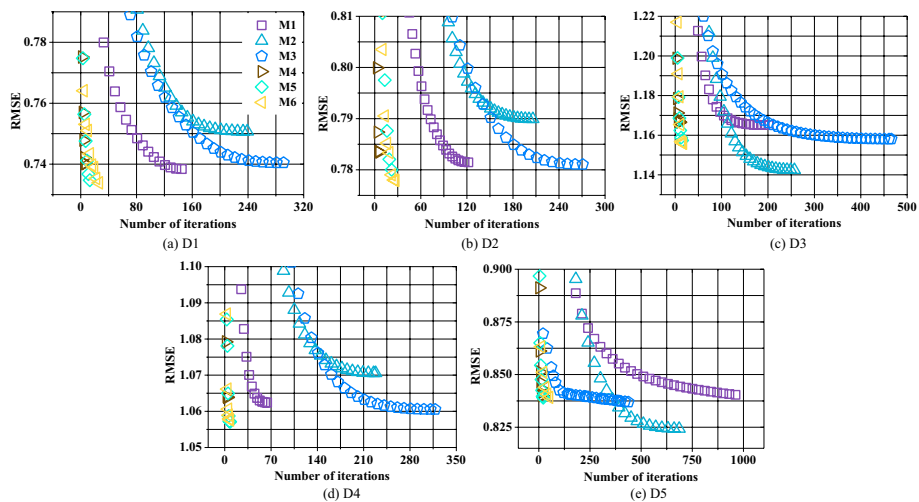 0.78
0.76
0.74
RMSE
0 96 192 288
Number of iterations
(a) D1
M1
M2
M3
M4
M5
M6
0.81
0.80
0.79
0.78
RMSE
0 60 120 180 240 300
Number of iterations
(b) D2
1.22
1.20
1.18
1.16
1.14
RMSE
0 100 200 300 400 500
Number of iterations
(c) D3
1.10
1.09
1.08
1.07
1.06
1.05
RMSE
0 70 140 210 280 350
Number of iterations
(d) D4
0.900
0.875
0.850
0.825
RMSE
0 250 500 750 1000
Number of iterations
(e) D5